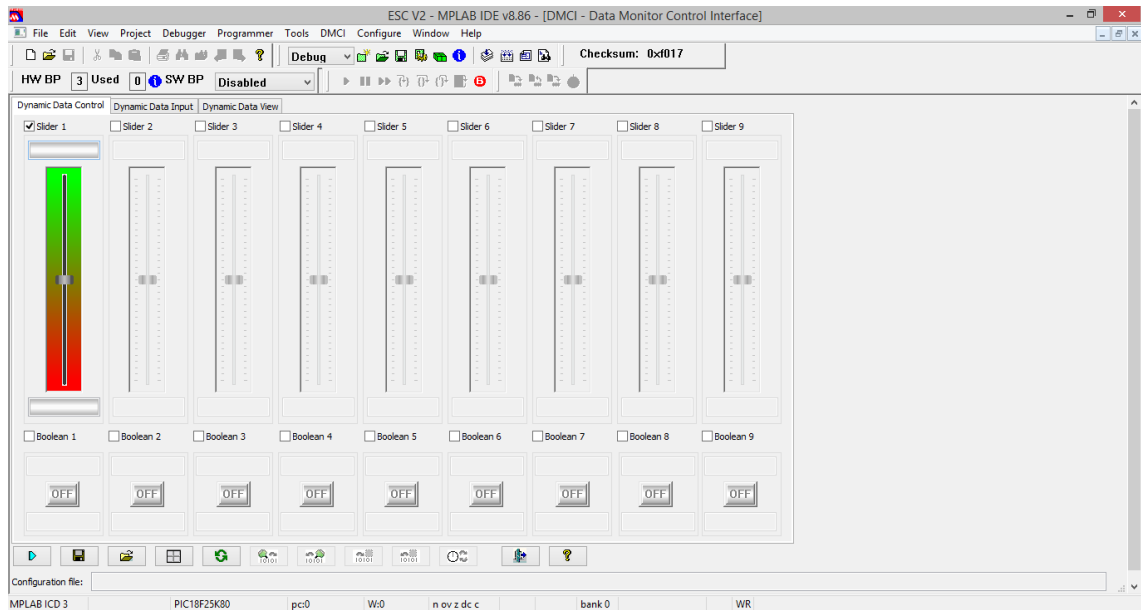 ESC V2 - MPLAB IDE v8.86 - [DMCI - Data Monitor Control Interface]
File Edit View Project Debugger Programmer Tools DMCI Configure Window Help
Debug Checksum: 0xf017
HW BP 3 Used 0 SW BP Disabled
Dynamic Data Control Dynamic Data Input Dynamic Data View
Slider 1 Slider 2 Slider 3 Slider 4 Slider 5 Slider 6 Slider 7 Slider 8 Slider 9
Boolean 1 Boolean 2 Boolean 3 Boolean 4 Boolean 5 Boolean 6 Boolean 7 Boolean 8 Boolean 9
OFF OFF OFF OFF OFF OFF OFF OFF OFF
Configuration file:
MPLAB ICD 3 PIC18F25K80 pc:0 W:0 n ov z dc c bank 0 WR